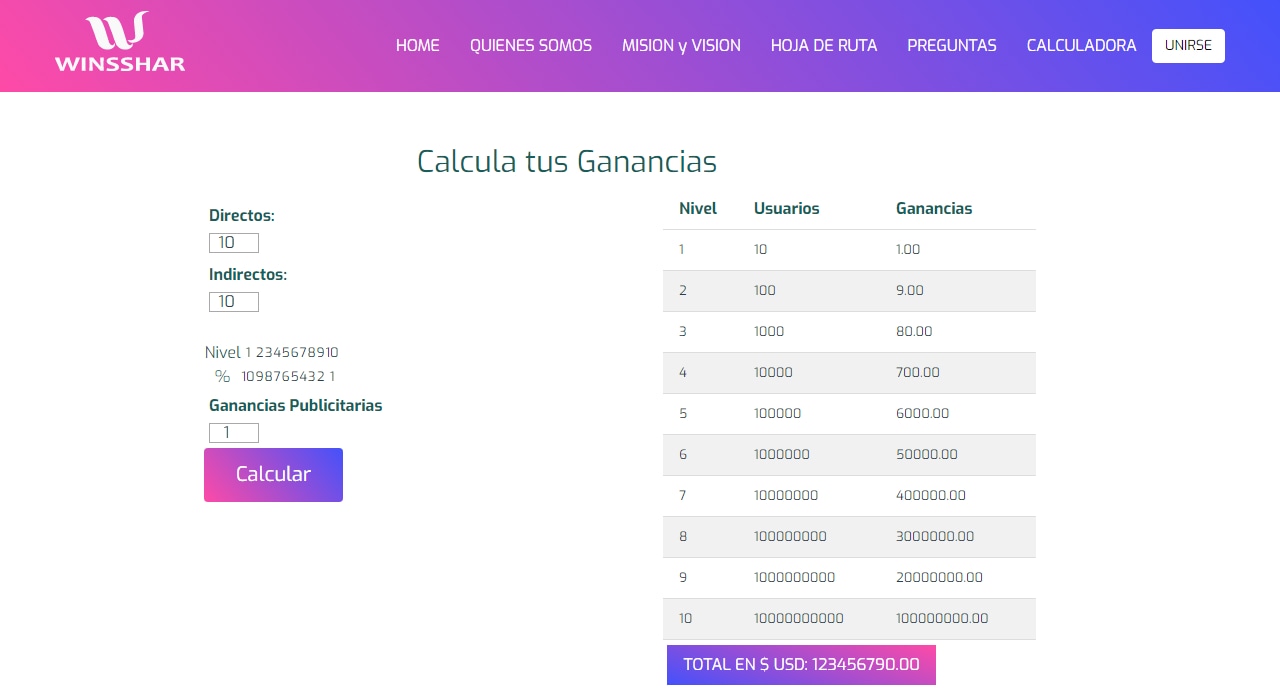 WINSSHAR
HOME QUIENES SOMOS MISION y VISION HOJA DE RUTA PREGUNTAS CALCULADORA UNIRSE
Calcula tus Ganancias
Directos:
10
Indirectos:
10
Nivel 1 2345678910
% 1098765432 1
Ganancias Publicitarias
1
Calcular
Nivel Usuarios Ganancias
1 10 1.00
2 100 9.00
3 1000 80.00
4 10000 700.00
5 100000 6000.00
6 1000000 50000.00
7 10000000 400000.00
8 100000000 3000000.00
9 1000000000 20000000.00
10 10000000000 100000000.00
TOTAL EN $ USD: 123456790.00